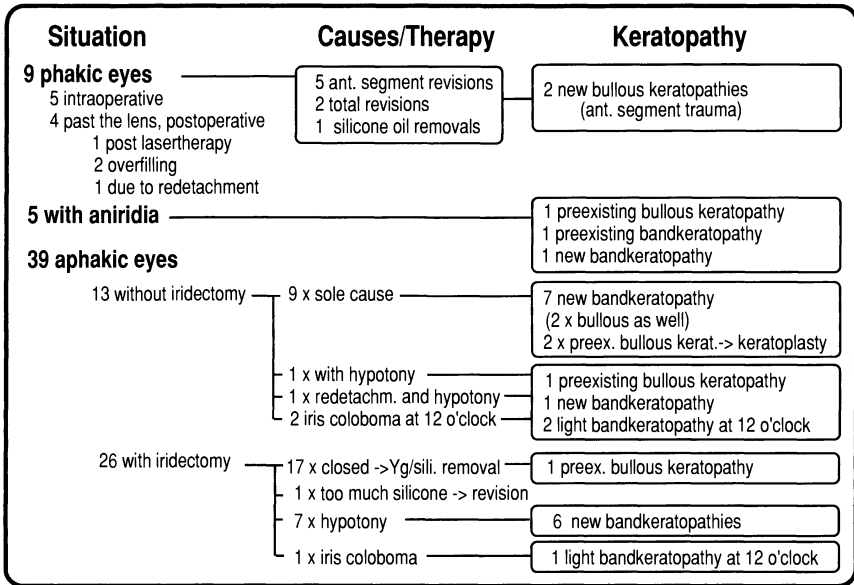 Situation Causes/Therapy Keratopathy
9 phakic eyes
5 intraoperative
4 past the lens, postoperative
1 post lasertherapy
2 overfilling
1 due to redetachment
5 ant. segment revisions
2 total revisions
1 silicone oil removals
2 new bullous keratopathies
(ant. segment trauma)
5 with aniridia
1 preexisting bullous keratopathy
1 preexisting bandkeratopathy
1 new bandkeratopathy
39 aphakic eyes
13 without iridectomy
9 x sole cause
7 new bandkeratopathy
(2 x bullous as well)
2 x preex. bullous kerat.-> keratoplasty
1 x with hypotony
1 x redetachm. and hypotony
2 iris coloboma at 12 o'clock
1 preexisting bullous keratopathy
1 new bandkeratopathy
2 light bandkeratopathy at 12 o'clock
26 with iridectomy
17 x closed ->Yg/sili. removal
1 preex. bullous keratopathy
1 x too much silicone -> revision
7 x hypotony
6 new bandkeratopathies
1 x iris coloboma
1 light bandkeratopathy at 12 o'clock